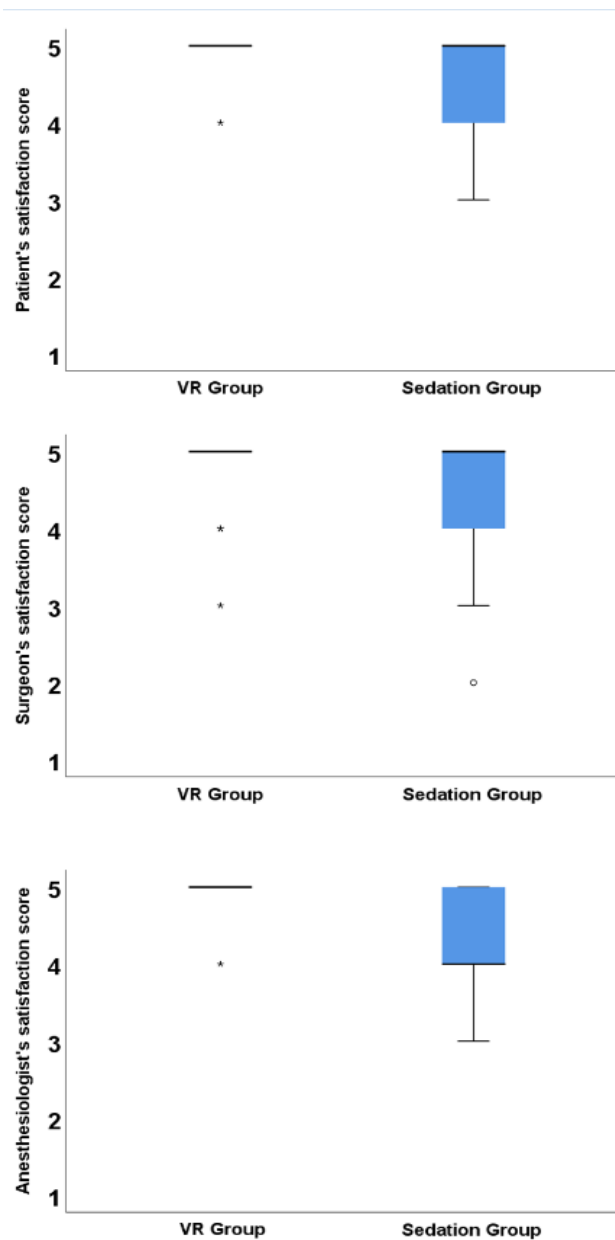 Patient's satisfaction score
5
4
3
2
1
VR Group Sedation Group
Surgeon's satisfaction score
5
4
3
2
1
VR Group Sedation Group
Anesthesiologist's satisfaction score
5
4
3
2
1
VR Group Sedation Group